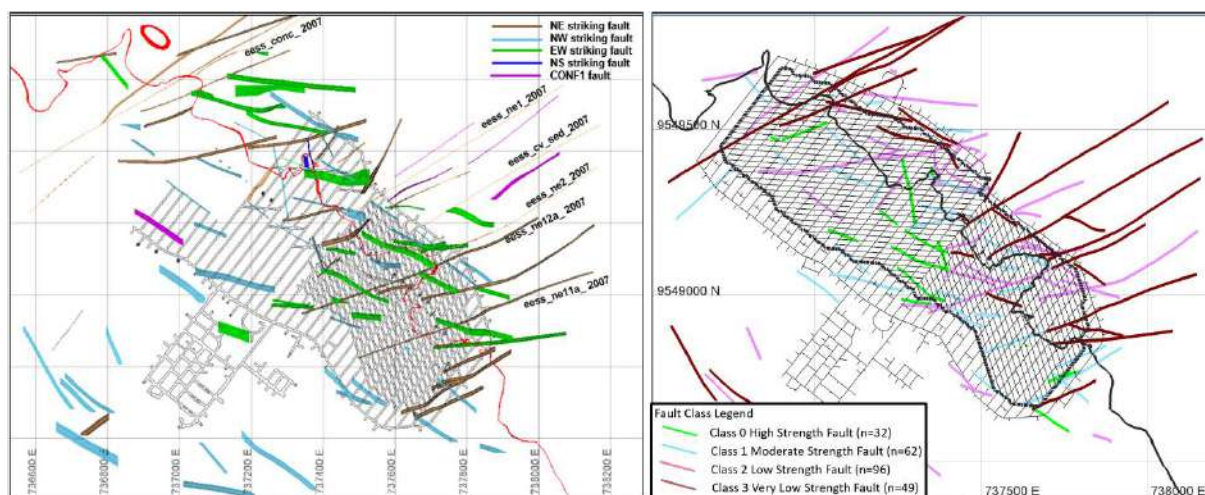 NE striking fault
NW striking fault
EW striking fault
NS striking fault
CONF1 fault
eess_conc_2007
eess_ne1_2007
eess_cv_sed_2007
eess_ne2_2007
eess_ne12a_2007
eess_ne11a_2007
736600 E
736800 E
737000 E
737200 E
737400 E
737600 E
737800 E
738000 E
738200 E
9549500 N
9549000 N
Fault Class Legend
Class 0 High Strength Fault (n=32)
Class 1 Moderate Strength Fault (n=62)
Class 2 Low Strength Fault (n=96)
Class 3 Very Low Strength Fault (n=49)
737500 E
738000 E